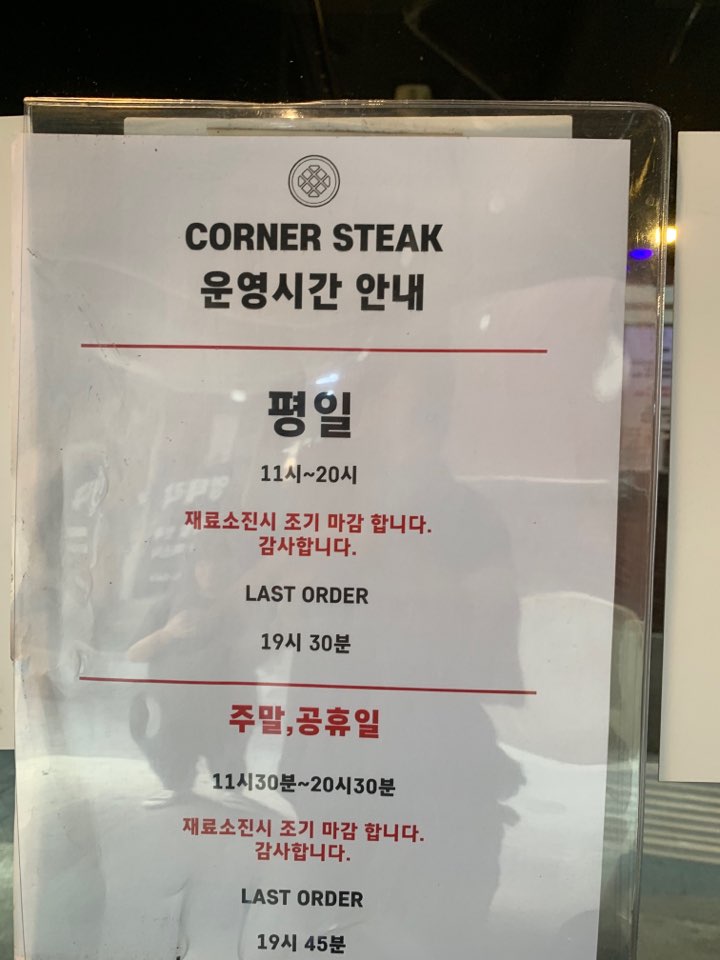 CORNER STEAK
운영시간 안내
평일
11시~20시
재료소진시 조기 마감 합니다.
감사합니다.
LAST ORDER
19시 30분
주말,공휴일
11시30분~20시30분
재료소진시 조기 마감 합니다.
감사합니다.
LAST ORDER
19시 45분